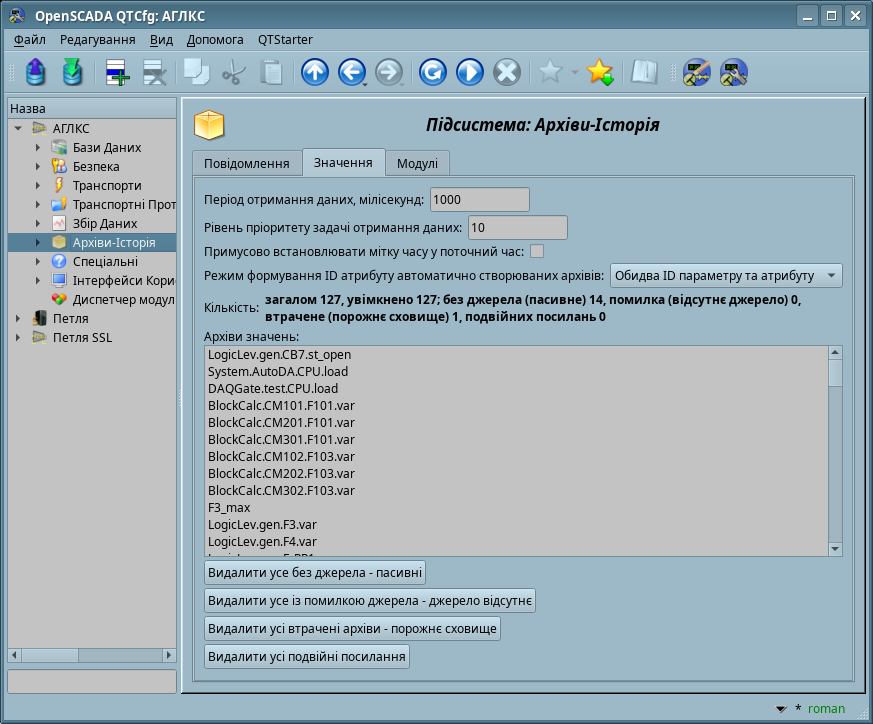 OpenSCADA QTCfg: АГЛКС
Файл Редагування Вид Допомога QTStarter
Назва
АГЛКС
Бази Даних
Безпека
Транспорти
Транспортні Прот
Збір Даних
Архіви-Історія
Спеціальні
Інтерфейси Кори
Диспетчер модул
Петля
Петля SSL
Підсистема: Архіви-Історія
Повідомлення Значення Модулі
Період отримання даних, мілісекунд: 1000
Рівень пріоритету задачі отримання даних: 10
Примусово встановлювати мітку часу у поточний час:
Режим формування ID атрибуту автоматично створюваних архівів: Обидва ID параметру та атрибуту
Кількість: загалом 127, увімкнено 127; без джерела (пасивне) 14, помилка (відсутнє джерело) 0,
втрачене (порожнє сховище) 1, подвійних посилань 0
Архіви значень:
LogicLev.gen.CB7.st_open
System.AutoDA.CPU.load
DAQGate.test.CPU.load
BlockCalc.CM101.F101.var
BlockCalc.CM201.F101.var
BlockCalc.CM301.F101.var
BlockCalc.CM102.F103.var
BlockCalc.CM202.F103.var
BlockCalc.CM302.F103.var
F3_max
LogicLev.gen.F3.var
LogicLev.gen.F4.var
Видалити усе без джерела - пасивні
Видалити усе із помилкою джерела - джерело відсутнє
Видалити усі втрачені архіви - порожнє сховище
Видалити усі подвійні посилання
* roman